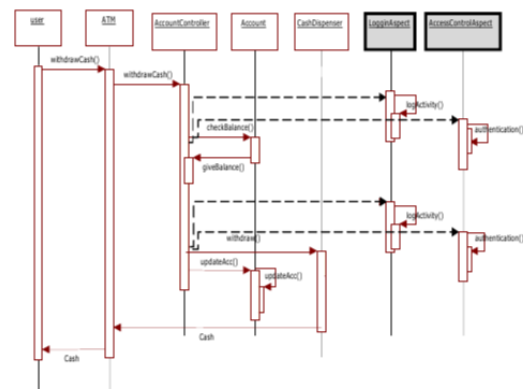 user
ATM
AccountController
Account
CashDispenser
LogginAspect
AccessControlAspect
withdrawCash()
withdrawCash()
logActivity()
checkBalance()
authentication()
giveBalance()
logActivity()
withdraw()
authentication()
updateAcc()
updateAcc()
Cash
Cash